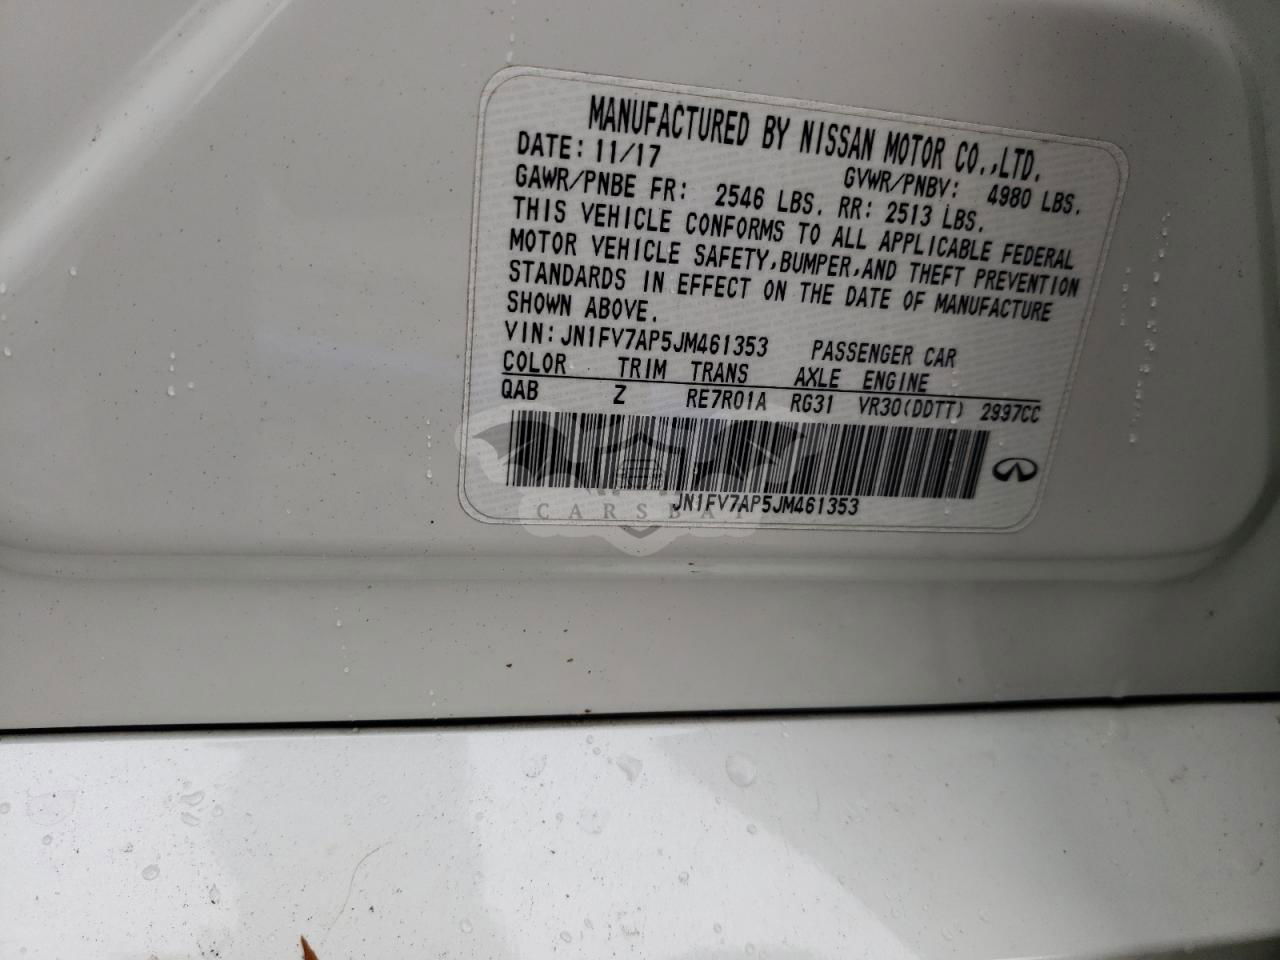 MANUFACTURED BY NISSAN MOTOR CO.,LTD.
DATE: 11/17 GVWR/PNBV: 4980 LBS.
GAWR/PNBE FR: 2546 LBS. RR: 2513 LBS.
THIS VEHICLE CONFORMS TO ALL APPLICABLE FEDERAL
MOTOR VEHICLE SAFETY,BUMPER,AND THEFT PREVENTION
STANDARDS IN EFFECT ON THE DATE OF MANUFACTURE
SHOWN ABOVE.
VIN: JN1FV7AP5JM461353 PASSENGER CAR
COLOR TRIM TRANS AXLE ENGINE
QAB Z RE7R01A RG31 VR30(DDTT) 2997CC
JN1FV7AP5JM461353
CARSBAT